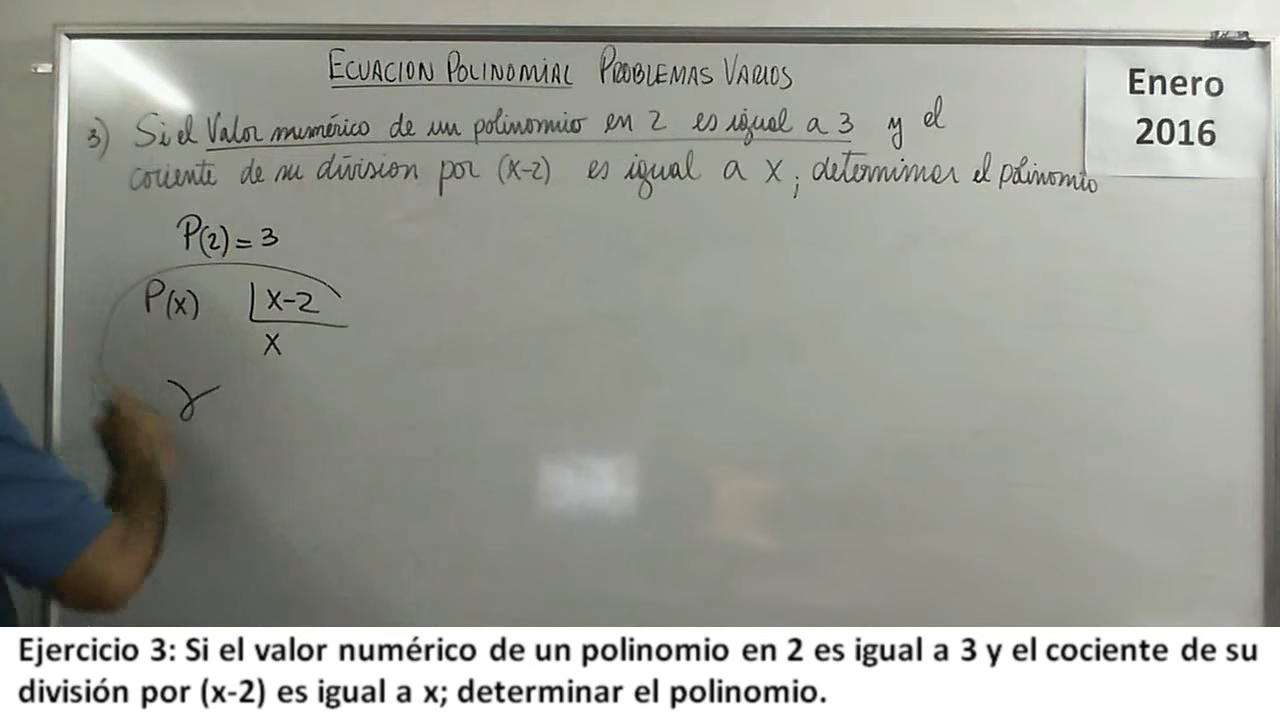 ECUACION POLINOMIAL PROBLEMAS VARIOS
Enero
2016
3) Si el Valor numérico de un polinomio en 2 es igual a 3 y el
cociente de su division por (x-2) es igual a x; determinar el polinomio
P(2) = 3
P(x) x-2
x
r
Ejercicio 3: Si el valor numérico de un polinomio en 2 es igual a 3 y el cociente de su
división por (x-2) es igual a x; determinar el polinomio.